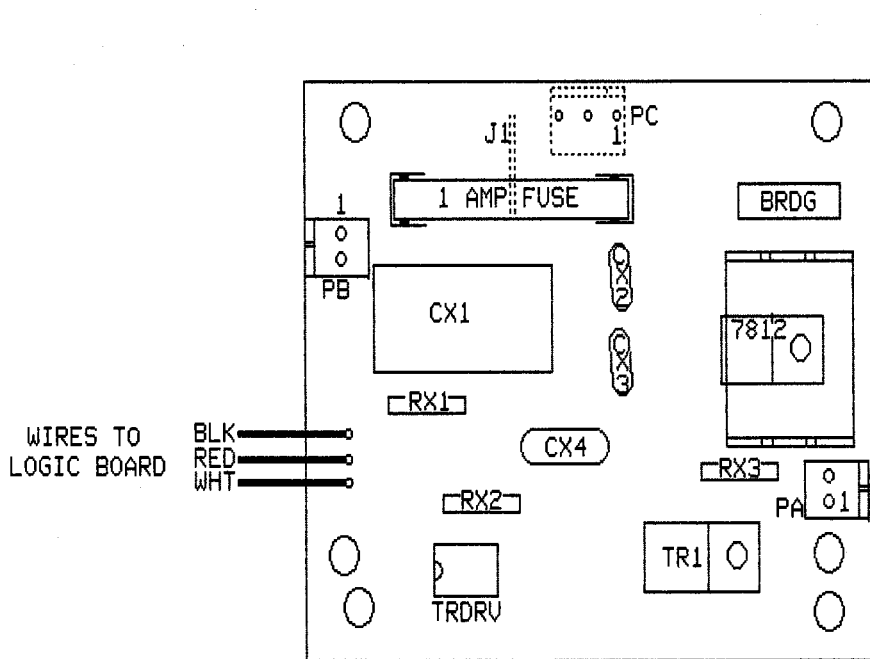 PC
J1
1
1 AMP FUSE
BRDG
1
PB
CX2
CX1
7812
CX3
RX1
WIRES TO
LOGIC BOARD
BLK
RED
WHT
CX4
RX3
RX2
PA
1
TR1
TRDRV